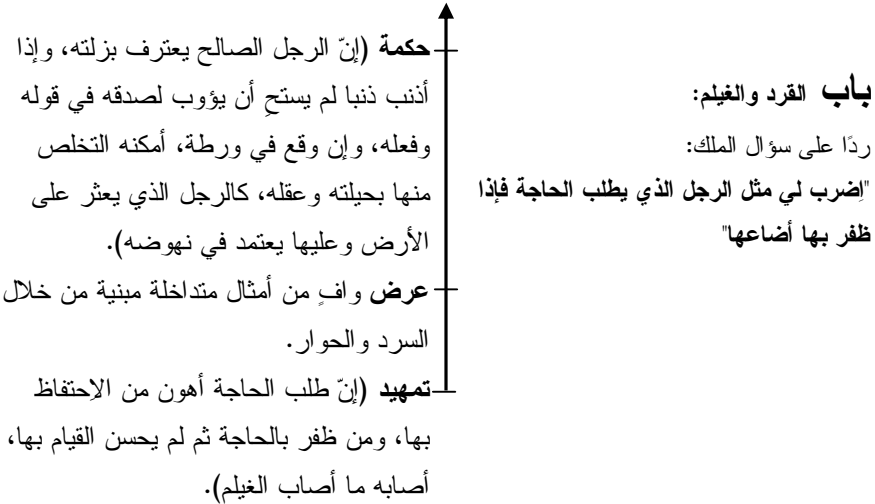 باب القرد والغيلم:
ردًا على سؤال الملك:
"اِضرب لي مثل الرجل الذي يطلب الحاجة فإذا
ظفر بها أضاعها"
حكمة (إنّ الرجل الصالح يعترف بزلته، وإذا
أذنب ذنبا لم يستحِ أن يؤوب لصدقه في قوله
وفعله، وإن وقع في ورطة، أمكنه التخلص
منها بحيلته وعقله، كالرجل الذي يعثر على
الأرض وعليها يعتمد في نهوضه).
عرض وافٍ من أمثال متداخلة مبنية من خلال
السرد والحوار.
تمهيد (إنّ طلب الحاجة أهون من الاِحتفاظ
بها، ومن ظفر بالحاجة ثم لم يحسن القيام بها،
أصابه ما أصاب الغيلم).